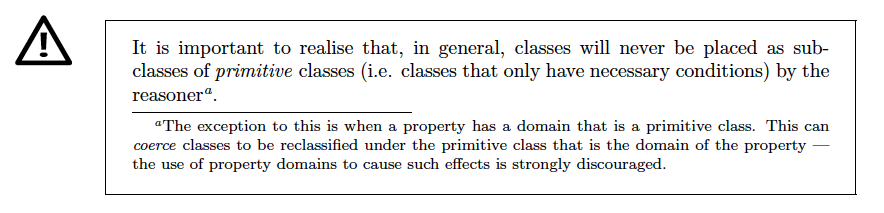 It is important to realise that, in general, classes will never be placed as sub-
classes of primitive classes (i.e. classes that only have necessary conditions) by the
reasonerᵃ.
ᵃThe exception to this is when a property has a domain that is a primitive class. This can
coerce classes to be reclassified under the primitive class that is the domain of the property —
the use of property domains to cause such effects is strongly discouraged.